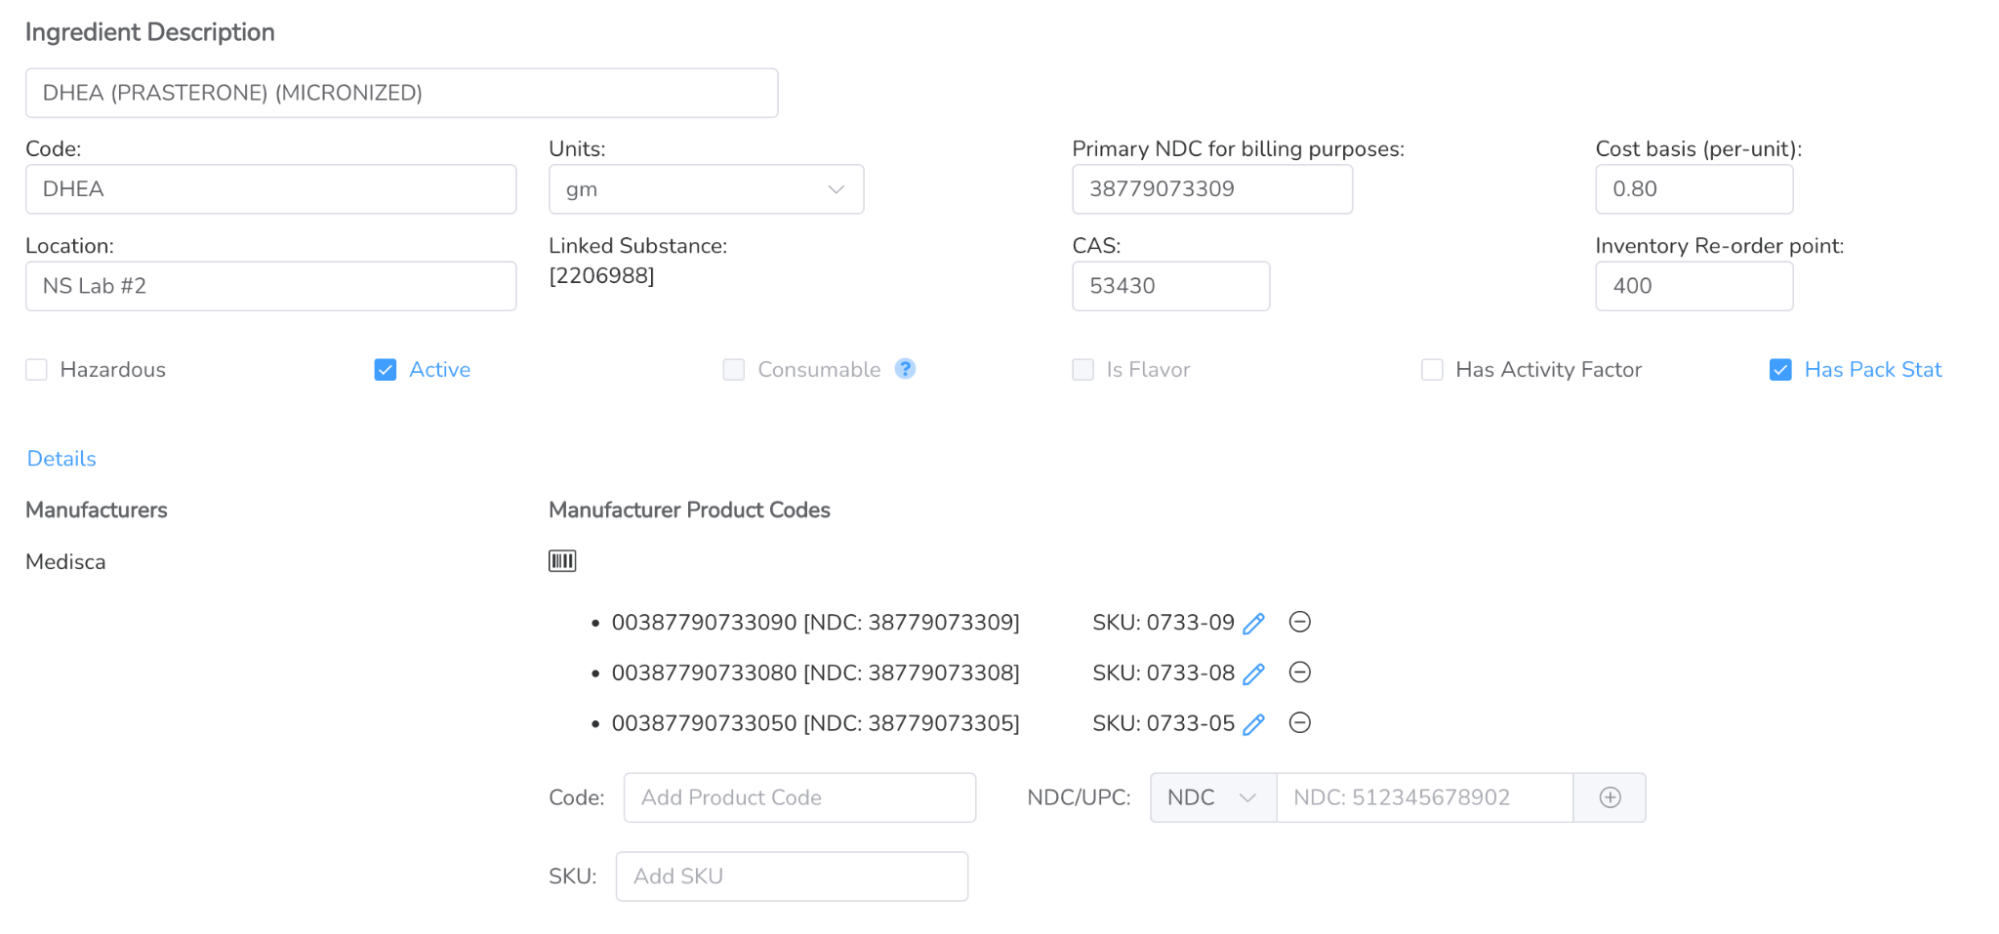 Ingredient Description
DHEA (PRASTERONE) (MICRONIZED)
Code: Units: Primary NDC for billing purposes: Cost basis (per-unit):
DHEA gm 38779073309 0.80
Location: Linked Substance: CAS: Inventory Re-order point:
NS Lab #2 [2206988] 53430 400
Hazardous Active Consumable ? Is Flavor Has Activity Factor Has Pack Stat
Details
Manufacturers Manufacturer Product Codes
Medisca
• 00387790733090 [NDC: 38779073309] SKU: 0733-09
• 00387790733080 [NDC: 38779073308] SKU: 0733-08
• 00387790733050 [NDC: 38779073305] SKU: 0733-05
Code: Add Product Code NDC/UPC: NDC NDC: 512345678902
SKU: Add SKU